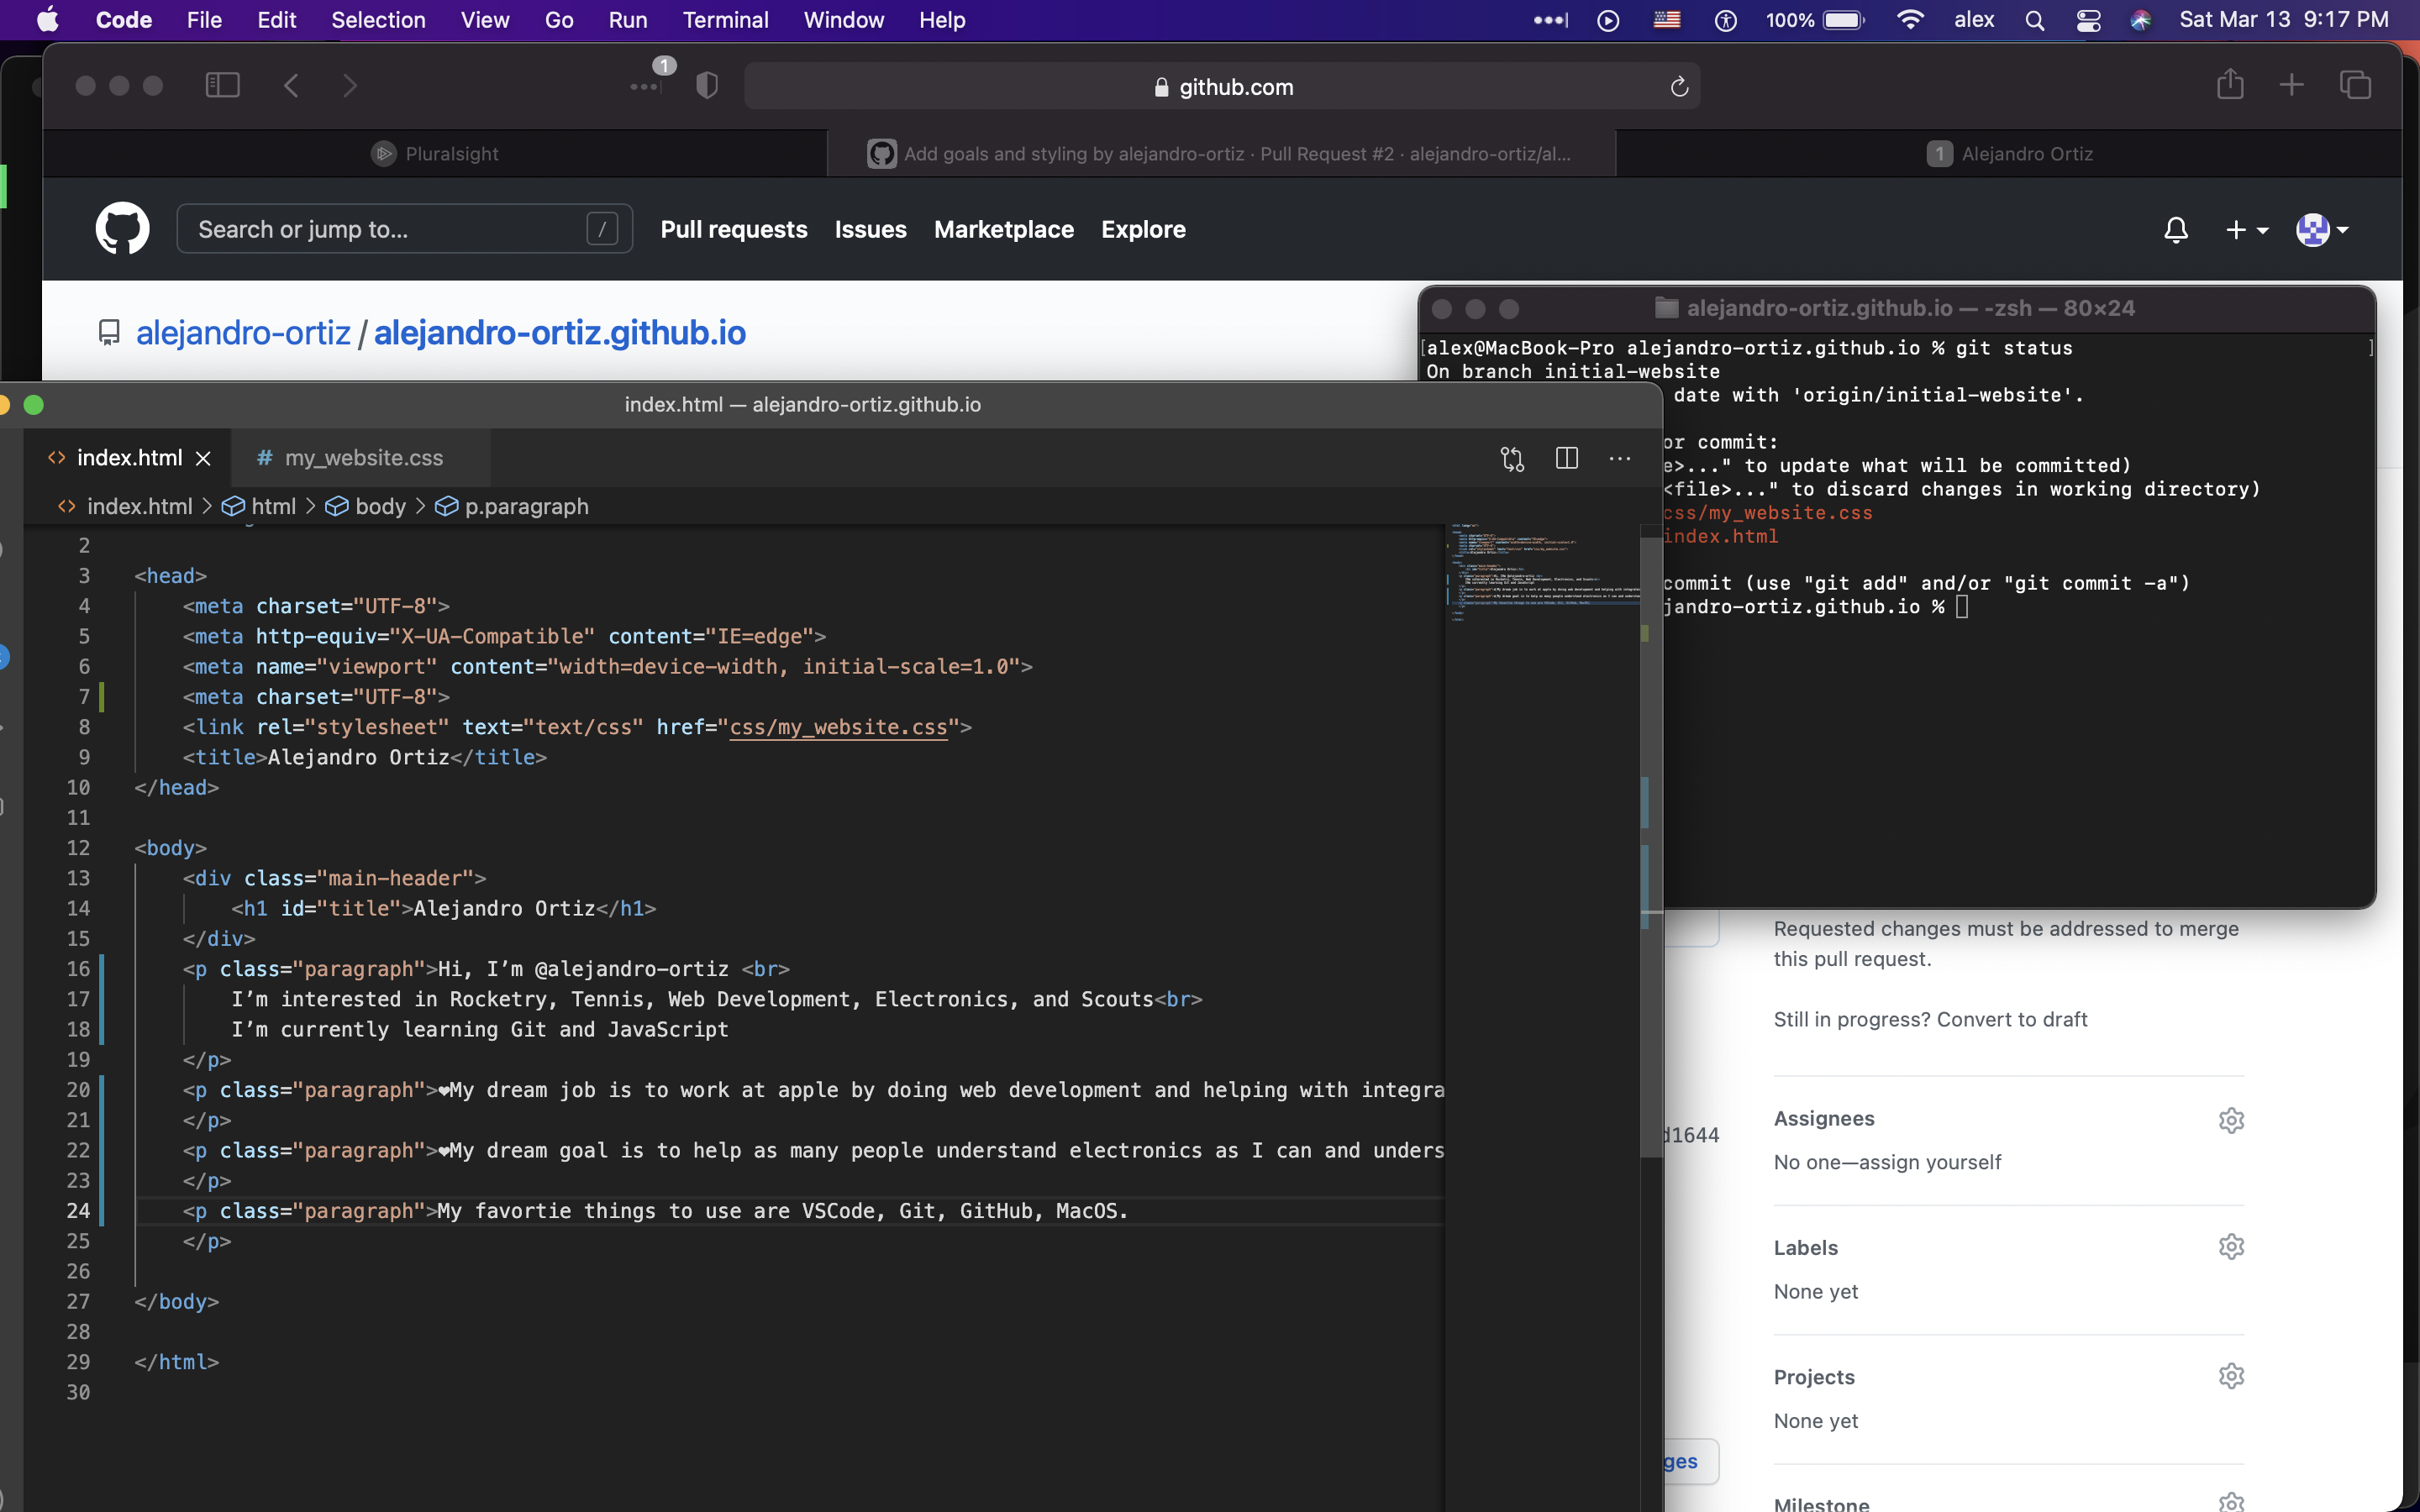 Code File Edit Selection View Go Run Terminal Window Help 100% alex Sat Mar 13 9:17 PM
1
github.com
Pluralsight
Add goals and styling by alejandro-ortiz · Pull Request #2 · alejandro-ortiz/al...
1 Alejandro Ortiz
Search or jump to... /
Pull requests Issues Marketplace Explore
alejandro-ortiz / alejandro-ortiz.github.io
alejandro-ortiz.github.io — -zsh — 80×24
[alex@MacBook-Pro alejandro-ortiz.github.io % git status ]
On branch initial-website
date with 'origin/initial-website'.
or commit:
e>..." to update what will be committed)
<file>..." to discard changes in working directory)
css/my_website.css
index.html
commit (use "git add" and/or "git commit -a")
jandro-ortiz.github.io %
index.html — alejandro-ortiz.github.io
index.html
# my_website.css
index.html > html > body > p.paragraph
2
3 <head>
4 <meta charset="UTF-8">
5 <meta http-equiv="X-UA-Compatible" content="IE=edge">
6 <meta name="viewport" content="width=device-width, initial-scale=1.0">
7 <meta charset="UTF-8">
8 <link rel="stylesheet" text="text/css" href="css/my_website.css">
9 <title>Alejandro Ortiz</title>
10 </head>
11
12 <body>
13 <div class="main-header">
14 <h1 id="title">Alejandro Ortiz</h1>
15 </div>
16 <p class="paragraph">Hi, I’m @alejandro-ortiz <br>
17 I’m interested in Rocketry, Tennis, Web Development, Electronics, and Scouts<br>
18 I’m currently learning Git and JavaScript
19 </p>
20 <p class="paragraph">❤My dream job is to work at apple by doing web development and helping with integra
21 </p>
22 <p class="paragraph">❤My dream goal is to help as many people understand electronics as I can and unders
23 </p>
24 <p class="paragraph">My favortie things to use are VSCode, Git, GitHub, MacOS.
25 </p>
26
27 </body>
28
29 </html>
30
Requested changes must be addressed to merge
this pull request.
Still in progress? Convert to draft
d1644
Assignees
No one—assign yourself
Labels
None yet
Projects
None yet
ges
Milestone